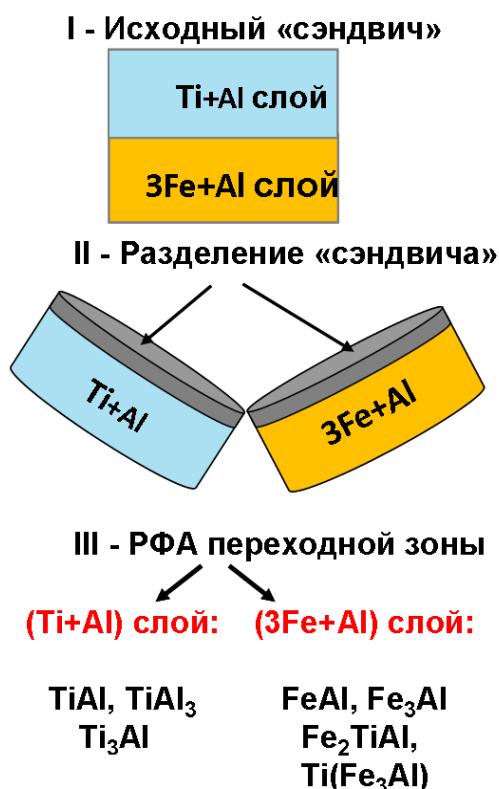 I - Исходный «сэндвич»
Ti+Al слой
3Fe+Al слой
II - Разделение «сэндвича»
Ti+Al
3Fe+Al
III - РФА переходной зоны
(Ti+Al) слой: (3Fe+Al) слой:
TiAl, TiAl₃ FeAl, Fe₃Al
Ti₃Al Fe₂TiAl,
Ti(Fe₃Al)